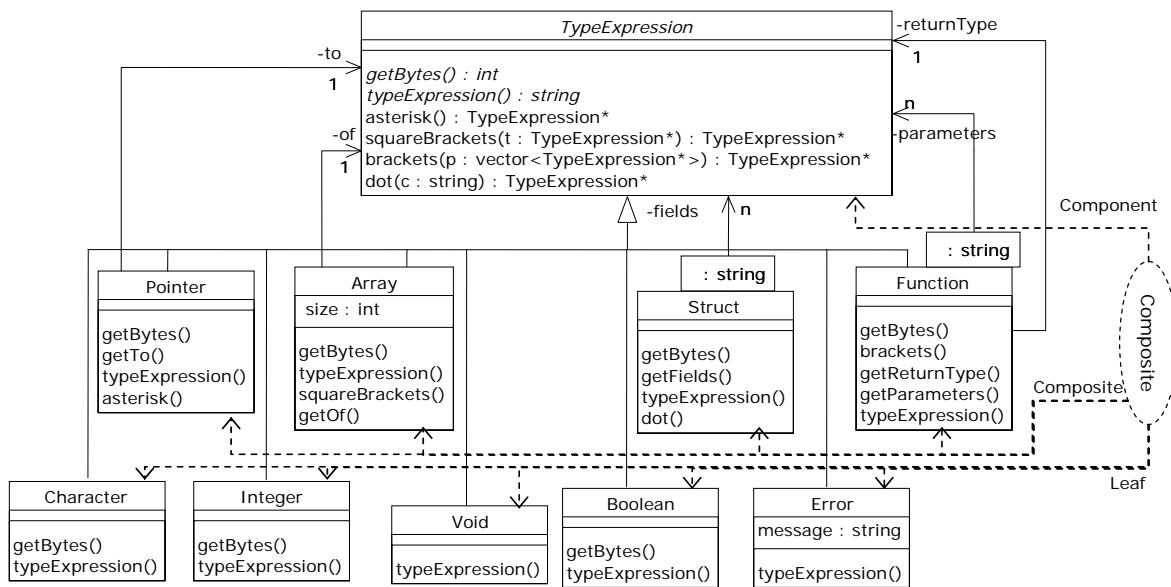 TypeExpression
-returnType
1
-to
1
getBytes() : int
typeExpression() : string
asterisk() : TypeExpression*
squareBrackets(t : TypeExpression*) : TypeExpression*
brackets(p : vector<TypeExpression*>) : TypeExpression*
dot(c : string) : TypeExpression*
-of
1
n
-parameters
-fields
n
Component
: string
: string
Pointer
getBytes()
getTo()
typeExpression()
asterisk()
Array
size : int
getBytes()
typeExpression()
squareBrackets()
getOf()
Struct
getBytes()
getFields()
typeExpression()
dot()
Function
getBytes()
brackets()
getReturnType()
getParameters()
typeExpression()
Composite
Composite
Leaf
Character
getBytes()
typeExpression()
Integer
getBytes()
typeExpression()
Void
typeExpression()
Boolean
getBytes()
typeExpression()
Error
message : string
typeExpression()